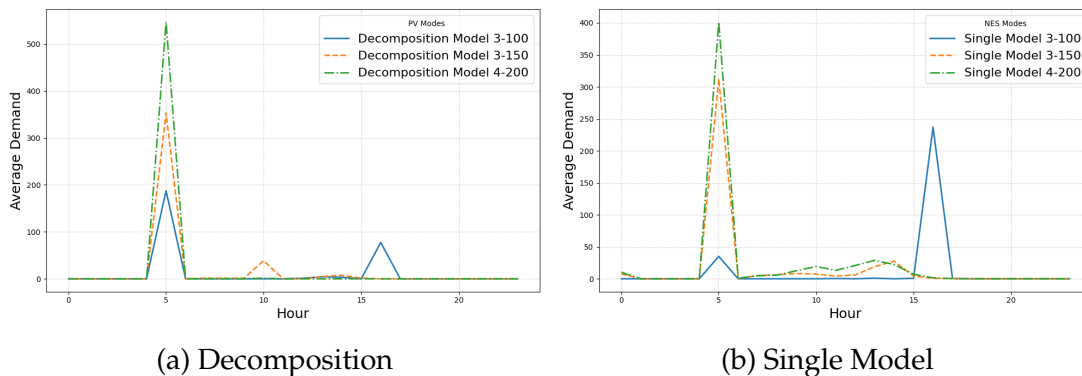 PV Modes
Decomposition Model 3-100
Decomposition Model 3-150
Decomposition Model 4-200
Average Demand
500
400
300
200
100
0
0 5 10 15 20
Hour
(a) Decomposition
NES Modes
Single Model 3-100
Single Model 3-150
Single Model 4-200
Average Demand
400
350
300
250
200
150
100
50
0
0 5 10 15 20
Hour
(b) Single Model